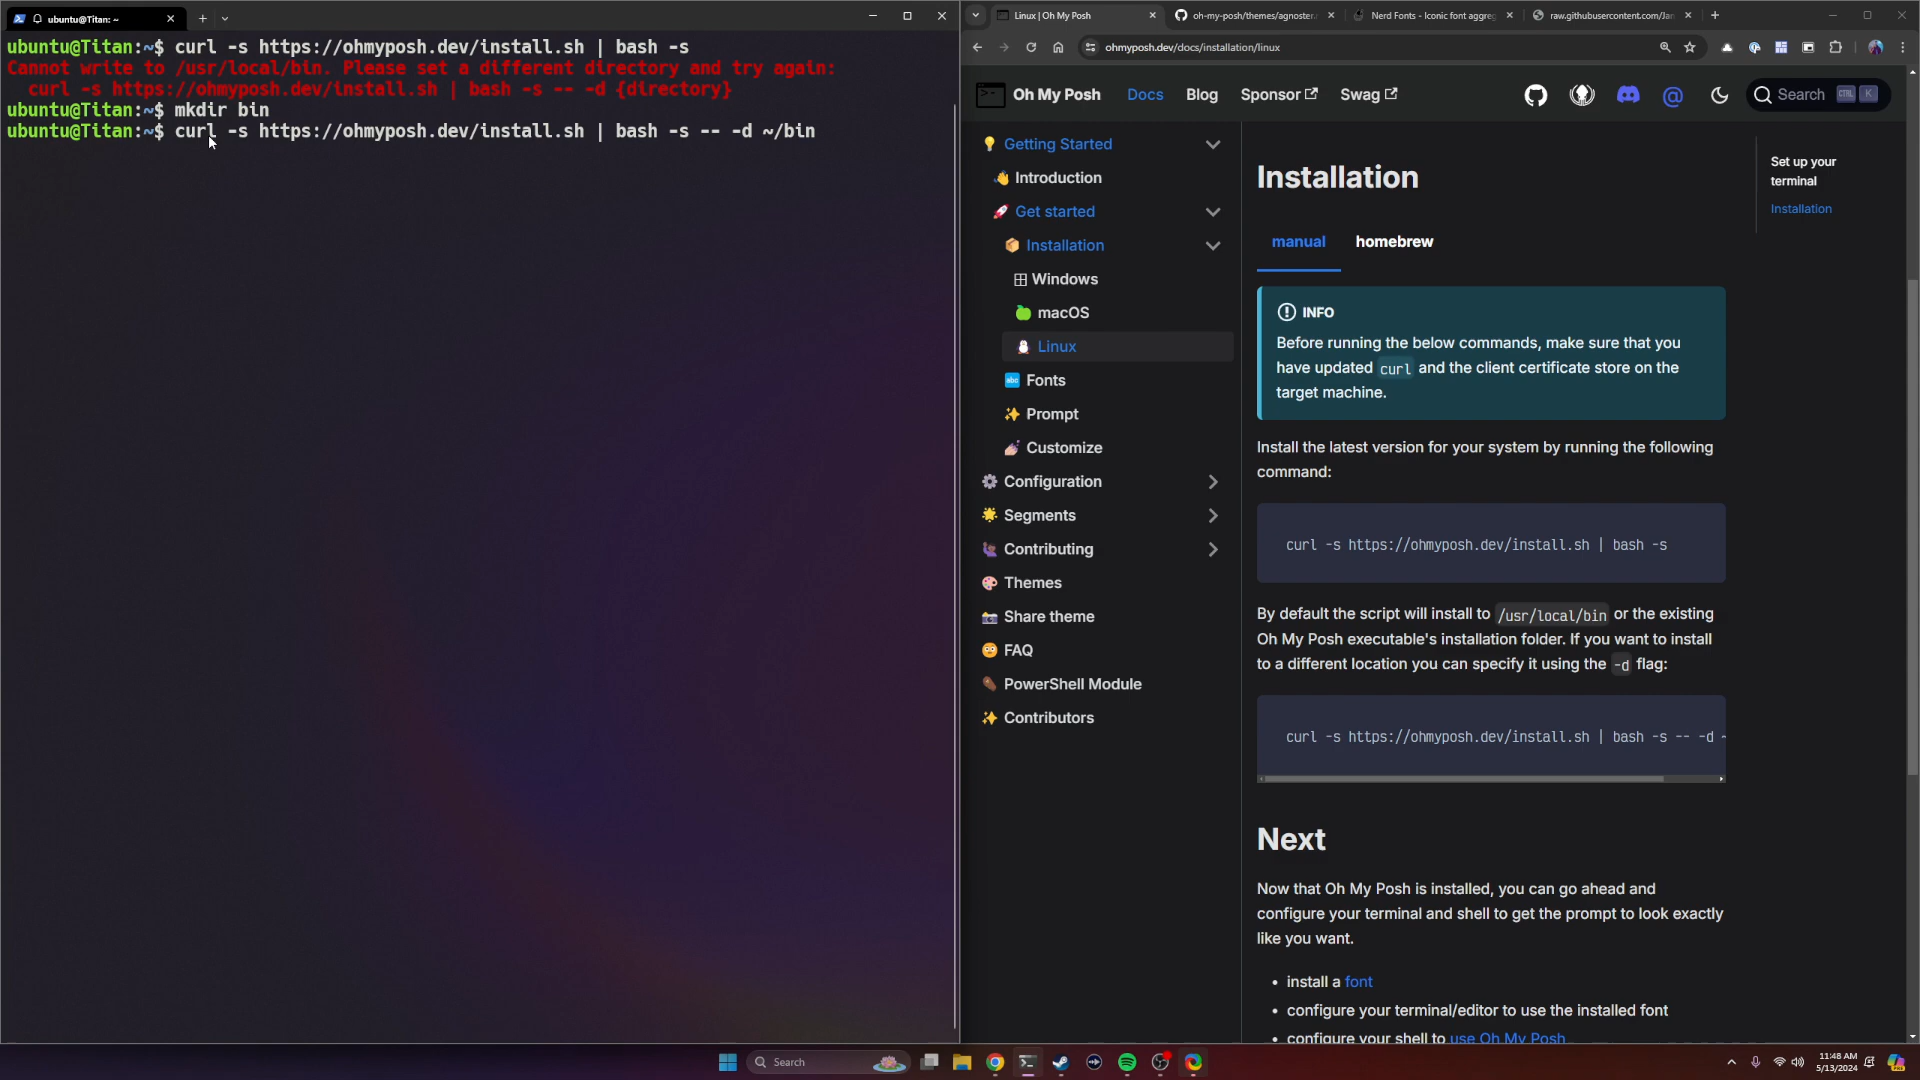 ubuntu@Titan: ~
ubuntu@Titan:~$ curl -s https://ohmyposh.dev/install.sh | bash -s
Cannot write to /usr/local/bin. Please set a different directory and try again:
curl -s https://ohmyposh.dev/install.sh | bash -s -- -d {directory}
ubuntu@Titan:~$ mkdir bin
ubuntu@Titan:~$ curl -s https://ohmyposh.dev/install.sh | bash -s -- -d ~/bin
Linux | Oh My Posh
oh-my-posh/themes/agnoster.
Nerd Fonts - Iconic font aggreg
raw.githubusercontent.com/Jan
ohmyposh.dev/docs/installation/linux
Oh My Posh
Docs
Blog
Sponsor
Swag
Search
CTRL
K
Getting Started
Introduction
Get started
Installation
Windows
macOS
Linux
abc
Fonts
Prompt
Customize
Configuration
Segments
Contributing
Themes
Share theme
FAQ
PowerShell Module
Contributors
Installation
manual
homebrew
INFO
Before running the below commands, make sure that you
have updated curl and the client certificate store on the
target machine.
Install the latest version for your system by running the following
command:
curl -s https://ohmyposh.dev/install.sh | bash -s
By default the script will install to /usr/local/bin or the existing
Oh My Posh executable's installation folder. If you want to install
to a different location you can specify it using the -d flag:
curl -s https://ohmyposh.dev/install.sh | bash -s -- -d ~
Next
Now that Oh My Posh is installed, you can go ahead and
configure your terminal and shell to get the prompt to look exactly
like you want.
• install a font
• configure your terminal/editor to use the installed font
• configure your shell to use Oh My Posh
Set up your
terminal
Installation
Search
11:48 AM
5/13/2024